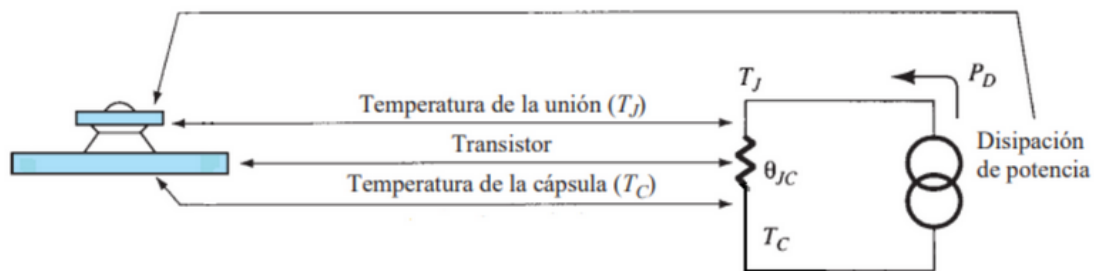 Temperatura de la unión (T_J)
Transistor
Temperatura de la cápsula (T_C)
T_J
θ_JC
T_C
P_D
Disipación
de potencia